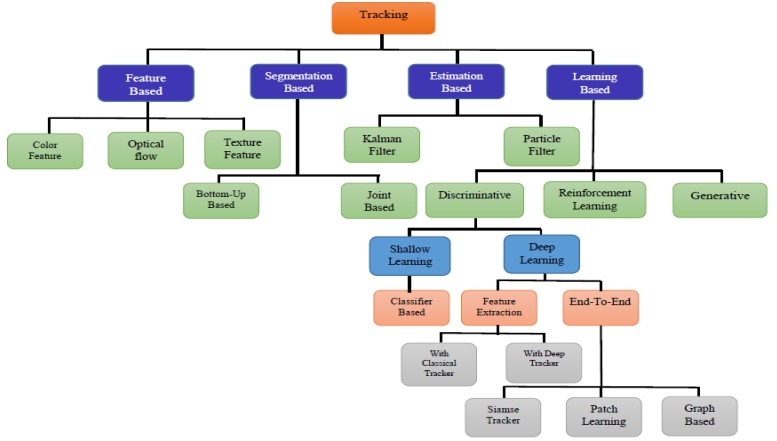 Tracking
Feature
Based
Segmentation
Based
Estimation
Based
Learning
Based
Color
Feature
Optical
flow
Texture
Feature
Kalman
Filter
Particle
Filter
Bottom-Up
Based
Joint
Based
Discriminative
Reinforcement
Learning
Generative
Shallow
Learning
Deep
Learning
Classifier
Based
Feature
Extraction
End-To-End
With
Classical
Tracker
With Deep
Tracker
Siamse
Tracker
Patch
Learning
Graph
Based